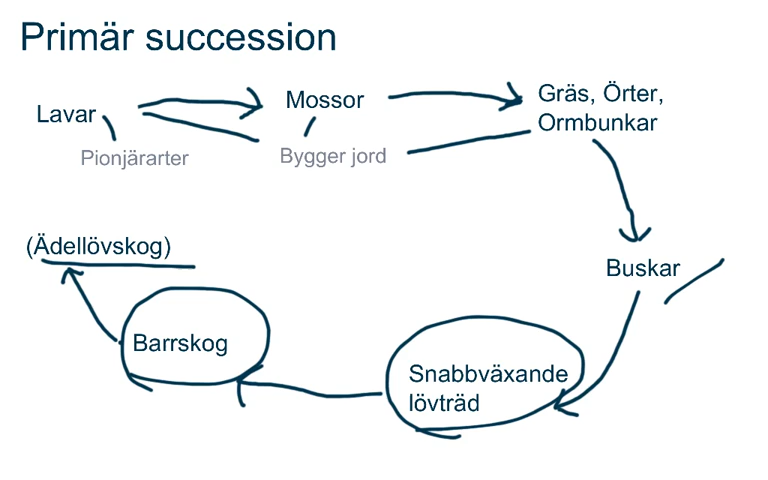 Primär succession
Lavar
Mossor
Gräs, Örter,
Ormbunkar
Pionjärarter
Bygger jord
(Ädellövskog)
Buskar
Barrskog
Snabbväxande
lövträd